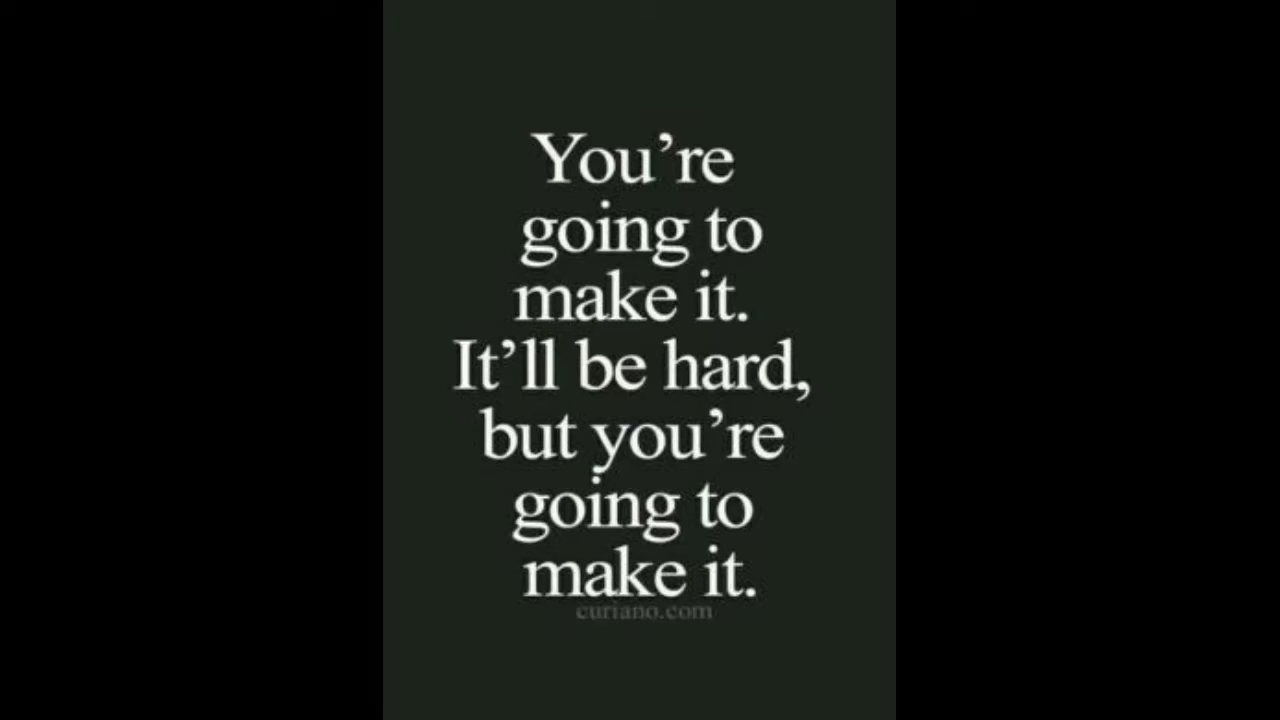 You’re
going to
make it.
It’ll be hard,
but you’re
going to
make it.
curiano.com